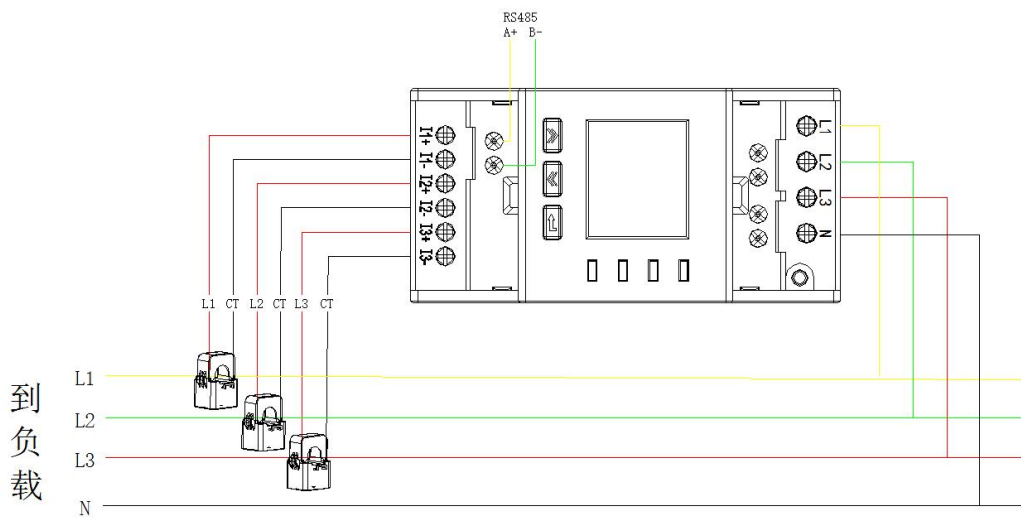 RS485
A+ B-
I1+
I1-
I2+
I2-
I3+
I3-
L1
L2
L3
N
L1 CT L2 CT L3 CT
到负载
L1
L2
L3
N